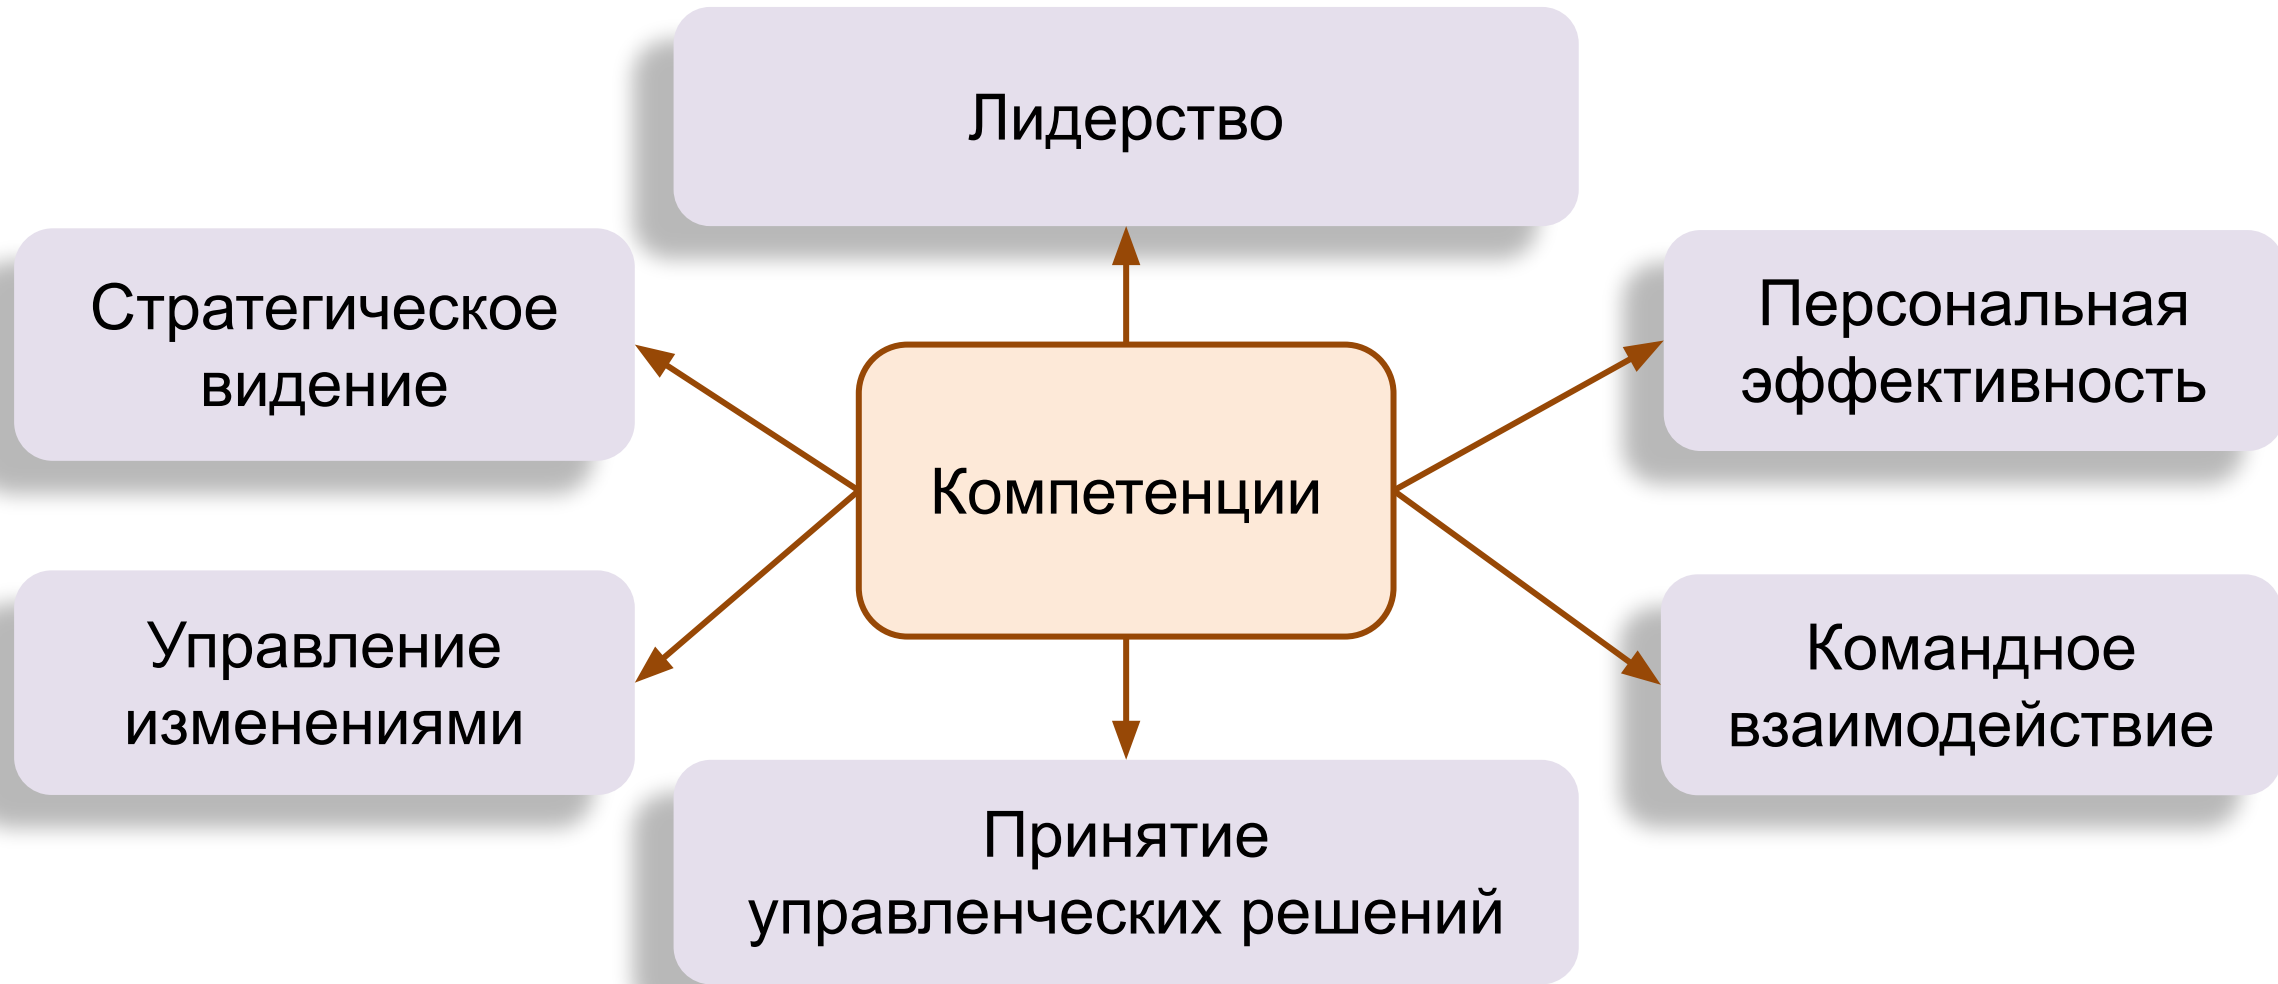 Лидерство
Стратегическое
видение
Персональная
эффективность
Компетенции
Управление
изменениями
Командное
взаимодействие
Принятие
управленческих решений